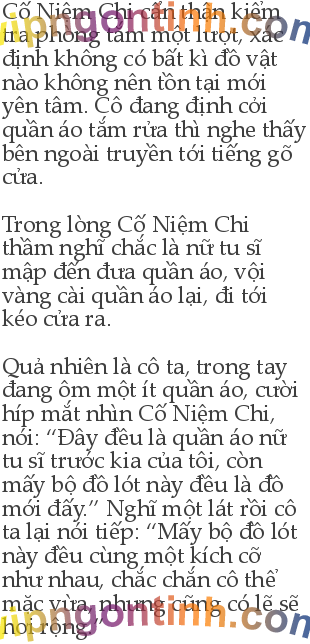 Cố Niệm Chi cẩn thận kiểm
tra phòng tắm một lượt, xác
định không có bất kì đồ vật
nào không nên tồn tại mới
yên tâm. Cô đang định cởi
quần áo tắm rửa thì nghe thấy
bên ngoài truyền tới tiếng gõ
cửa.

Trong lòng Cố Niệm Chi
thầm nghĩ chắc là nữ tu sĩ
mập đến đưa quần áo, vội
vàng cài quần áo lại, đi tới
kéo cửa ra.

Quả nhiên là cô ta, trong tay
đang ôm một ít quần áo, cười
híp mắt nhìn Cố Niệm Chi,
nói: “Đây đều là quần áo nữ
tu sĩ trước kia của tôi, còn
mấy bộ đồ lót này đều là đồ
mới đấy.” Nghĩ một lát rồi cô
ta lại nói tiếp: “Mấy bộ đồ lót
này đều cùng một kích cỡ
như nhau, chắc chắn cô thể
mặc vừa, nhưng cũng có lẽ sẽ
hơi rộng”